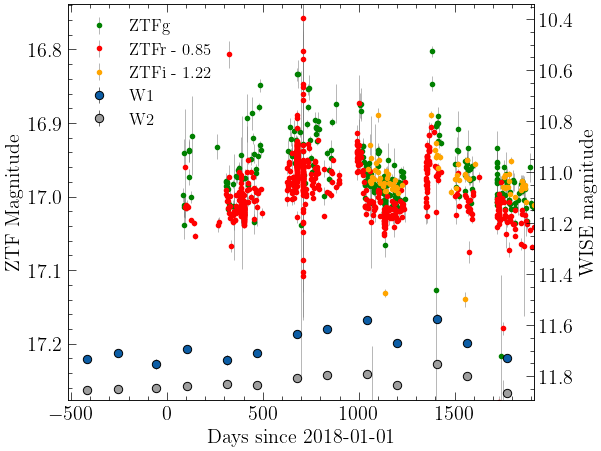 ZTFg
ZTFr - 0.85
ZTFi - 1.22
W1
W2
16.8
16.9
17.0
17.1
17.2
ZTF Magnitude
10.4
10.6
10.8
11.0
11.2
11.4
11.6
11.8
WISE magnitude
−500 0 500 1000 1500
Days since 2018-01-01